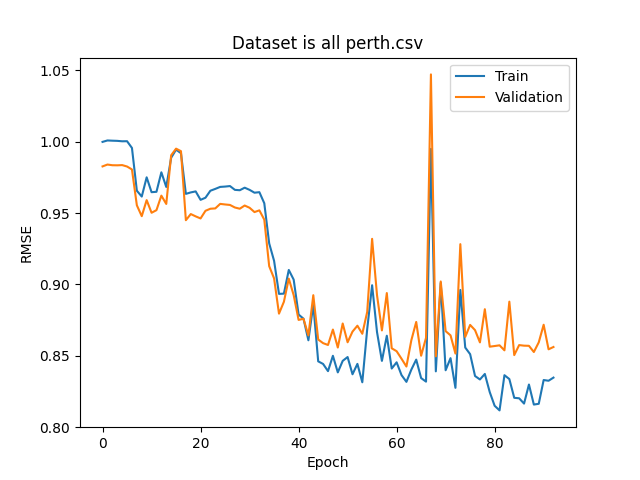 Dataset is all perth.csv
1.05
1.00
0.95
0.90
0.85
0.80
RMSE
Train
Validation
0
20
40
60
80
Epoch